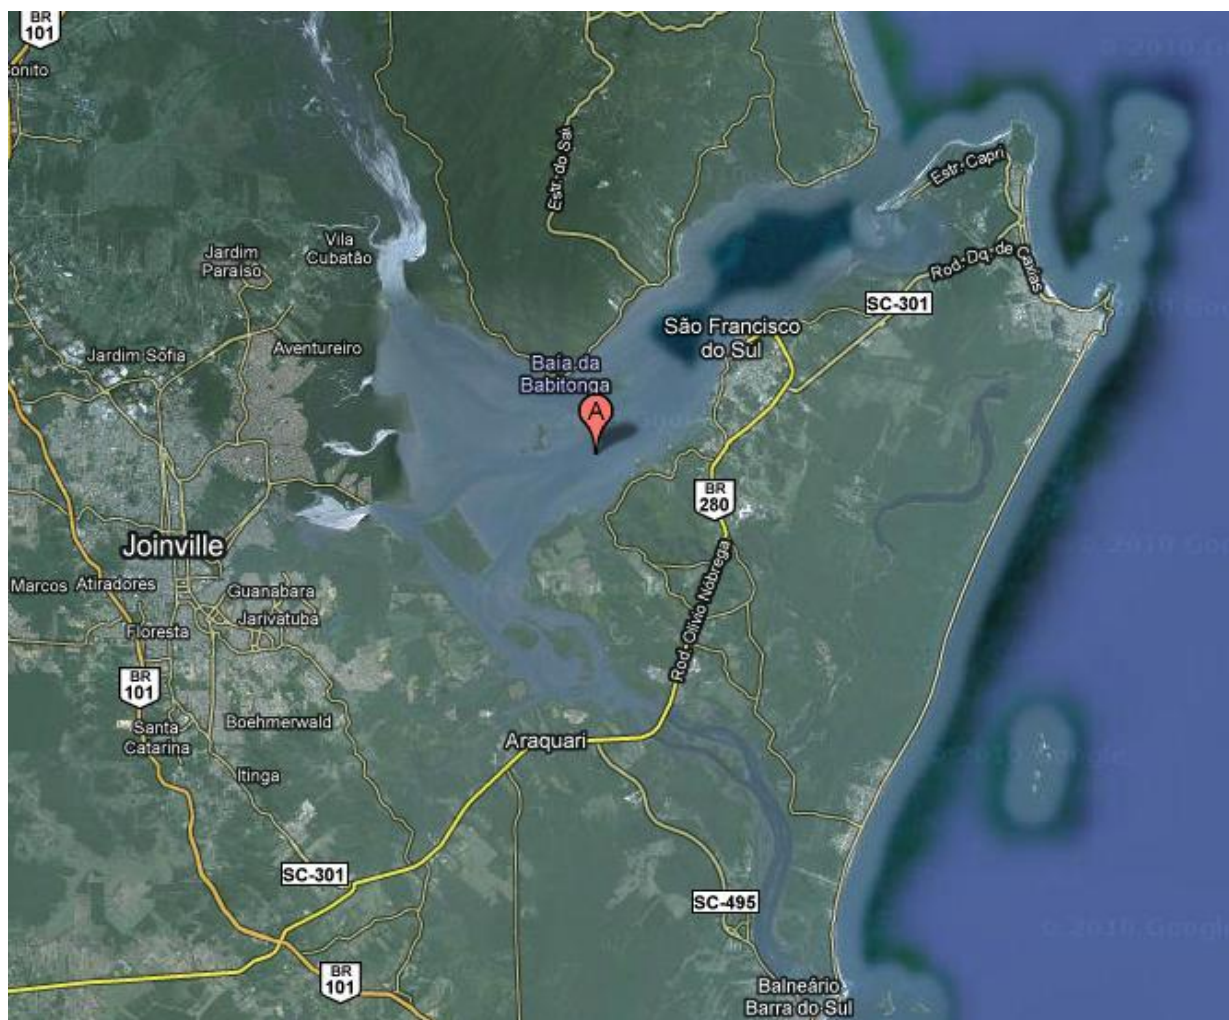 BR
101
Bonito
Estr. do Sai
Estr. Capri
Vila
Cubatão
Jardim
Paraíso
Rod. Dq. de Caxias
SC-301
São Francisco
do Sul
Jardim Sofia
Aventureiro
Baía da
Babitonga
A
BR
280
Joinville
Marcos
Atiradores
Guanabara
Jarivatuba
Floresta
Rod. Olívio Nóbrega
BR
101
Santa
Catarina
Boehmerwald
Araquari
Itinga
SC-301
SC-495
BR
101
Balneário
Barra do Sul